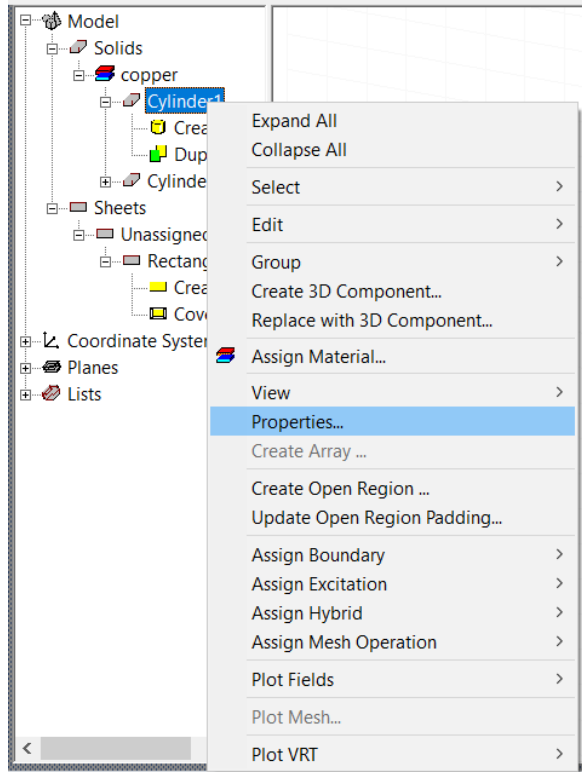 Model
Solids
copper
Cylinder1
Crea
Dup
Cylinde
Sheets
Unassigned
Rectang
Crea
Cov
Coordinate Syster
Planes
Lists
Expand All
Collapse All
Select
Edit
Group
Create 3D Component...
Replace with 3D Component...
Assign Material...
View
Properties...
Create Array ...
Create Open Region ...
Update Open Region Padding...
Assign Boundary
Assign Excitation
Assign Hybrid
Assign Mesh Operation
Plot Fields
Plot Mesh...
Plot VRT